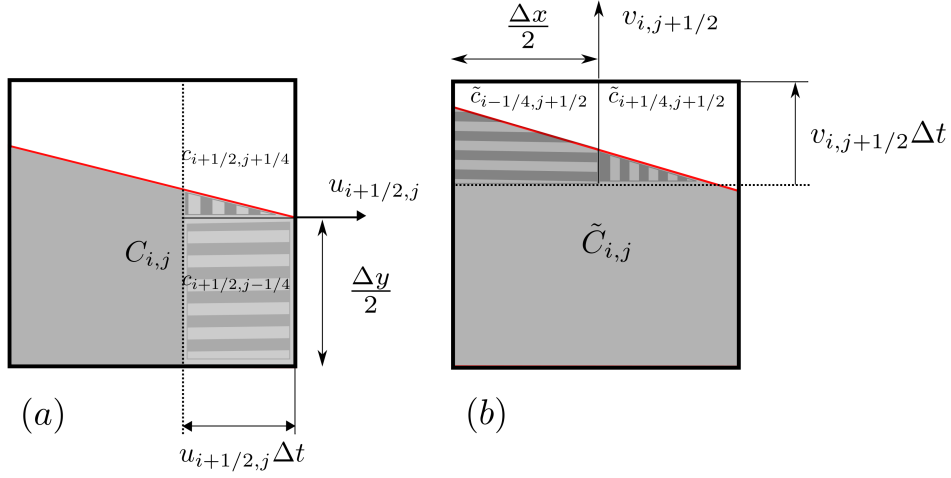 c_{i+1/2,j+1/4}
u_{i+1/2,j}
C_{i,j}
c_{i+1/2,j−1/4}
Δy/2
(a)
u_{i+1/2,j}Δt
Δx/2
v_{i,j+1/2}
c̃_{i−1/4,j+1/2} c̃_{i+1/4,j+1/2}
v_{i,j+1/2}Δt
C̃_{i,j}
(b)